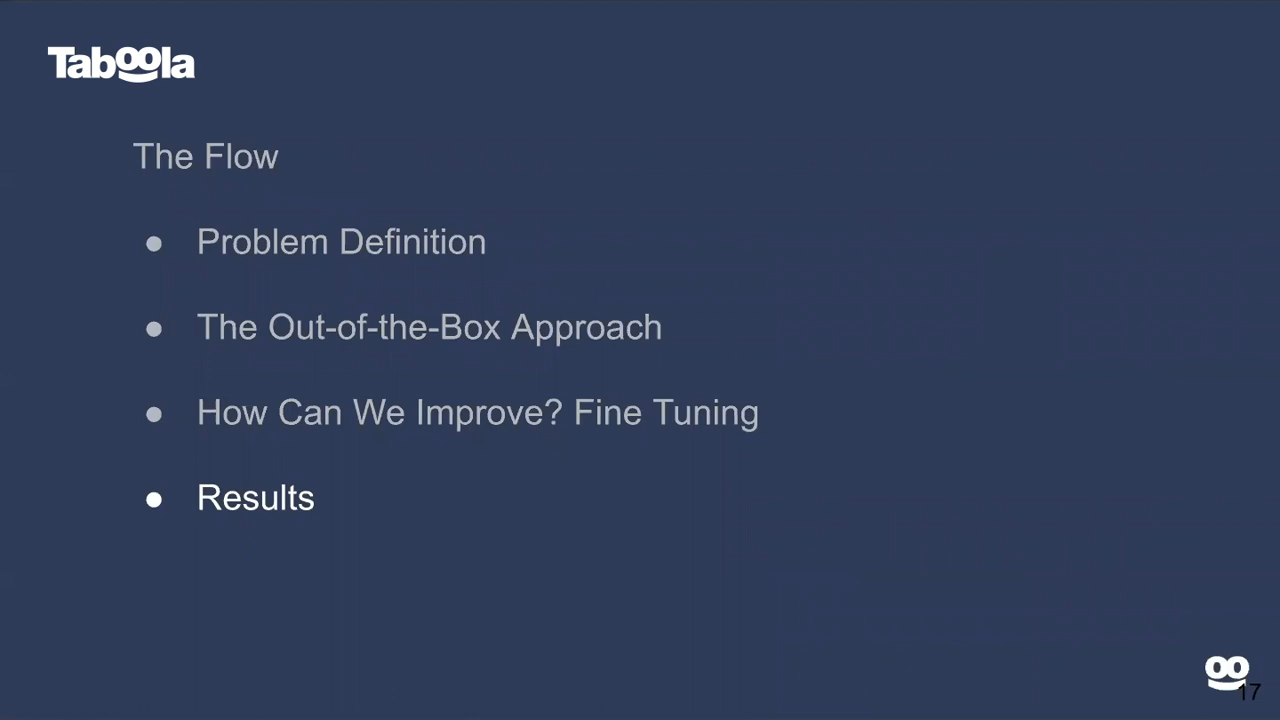 Taboola
The Flow
● Problem Definition
● The Out-of-the-Box Approach
● How Can We Improve? Fine Tuning
● Results
17